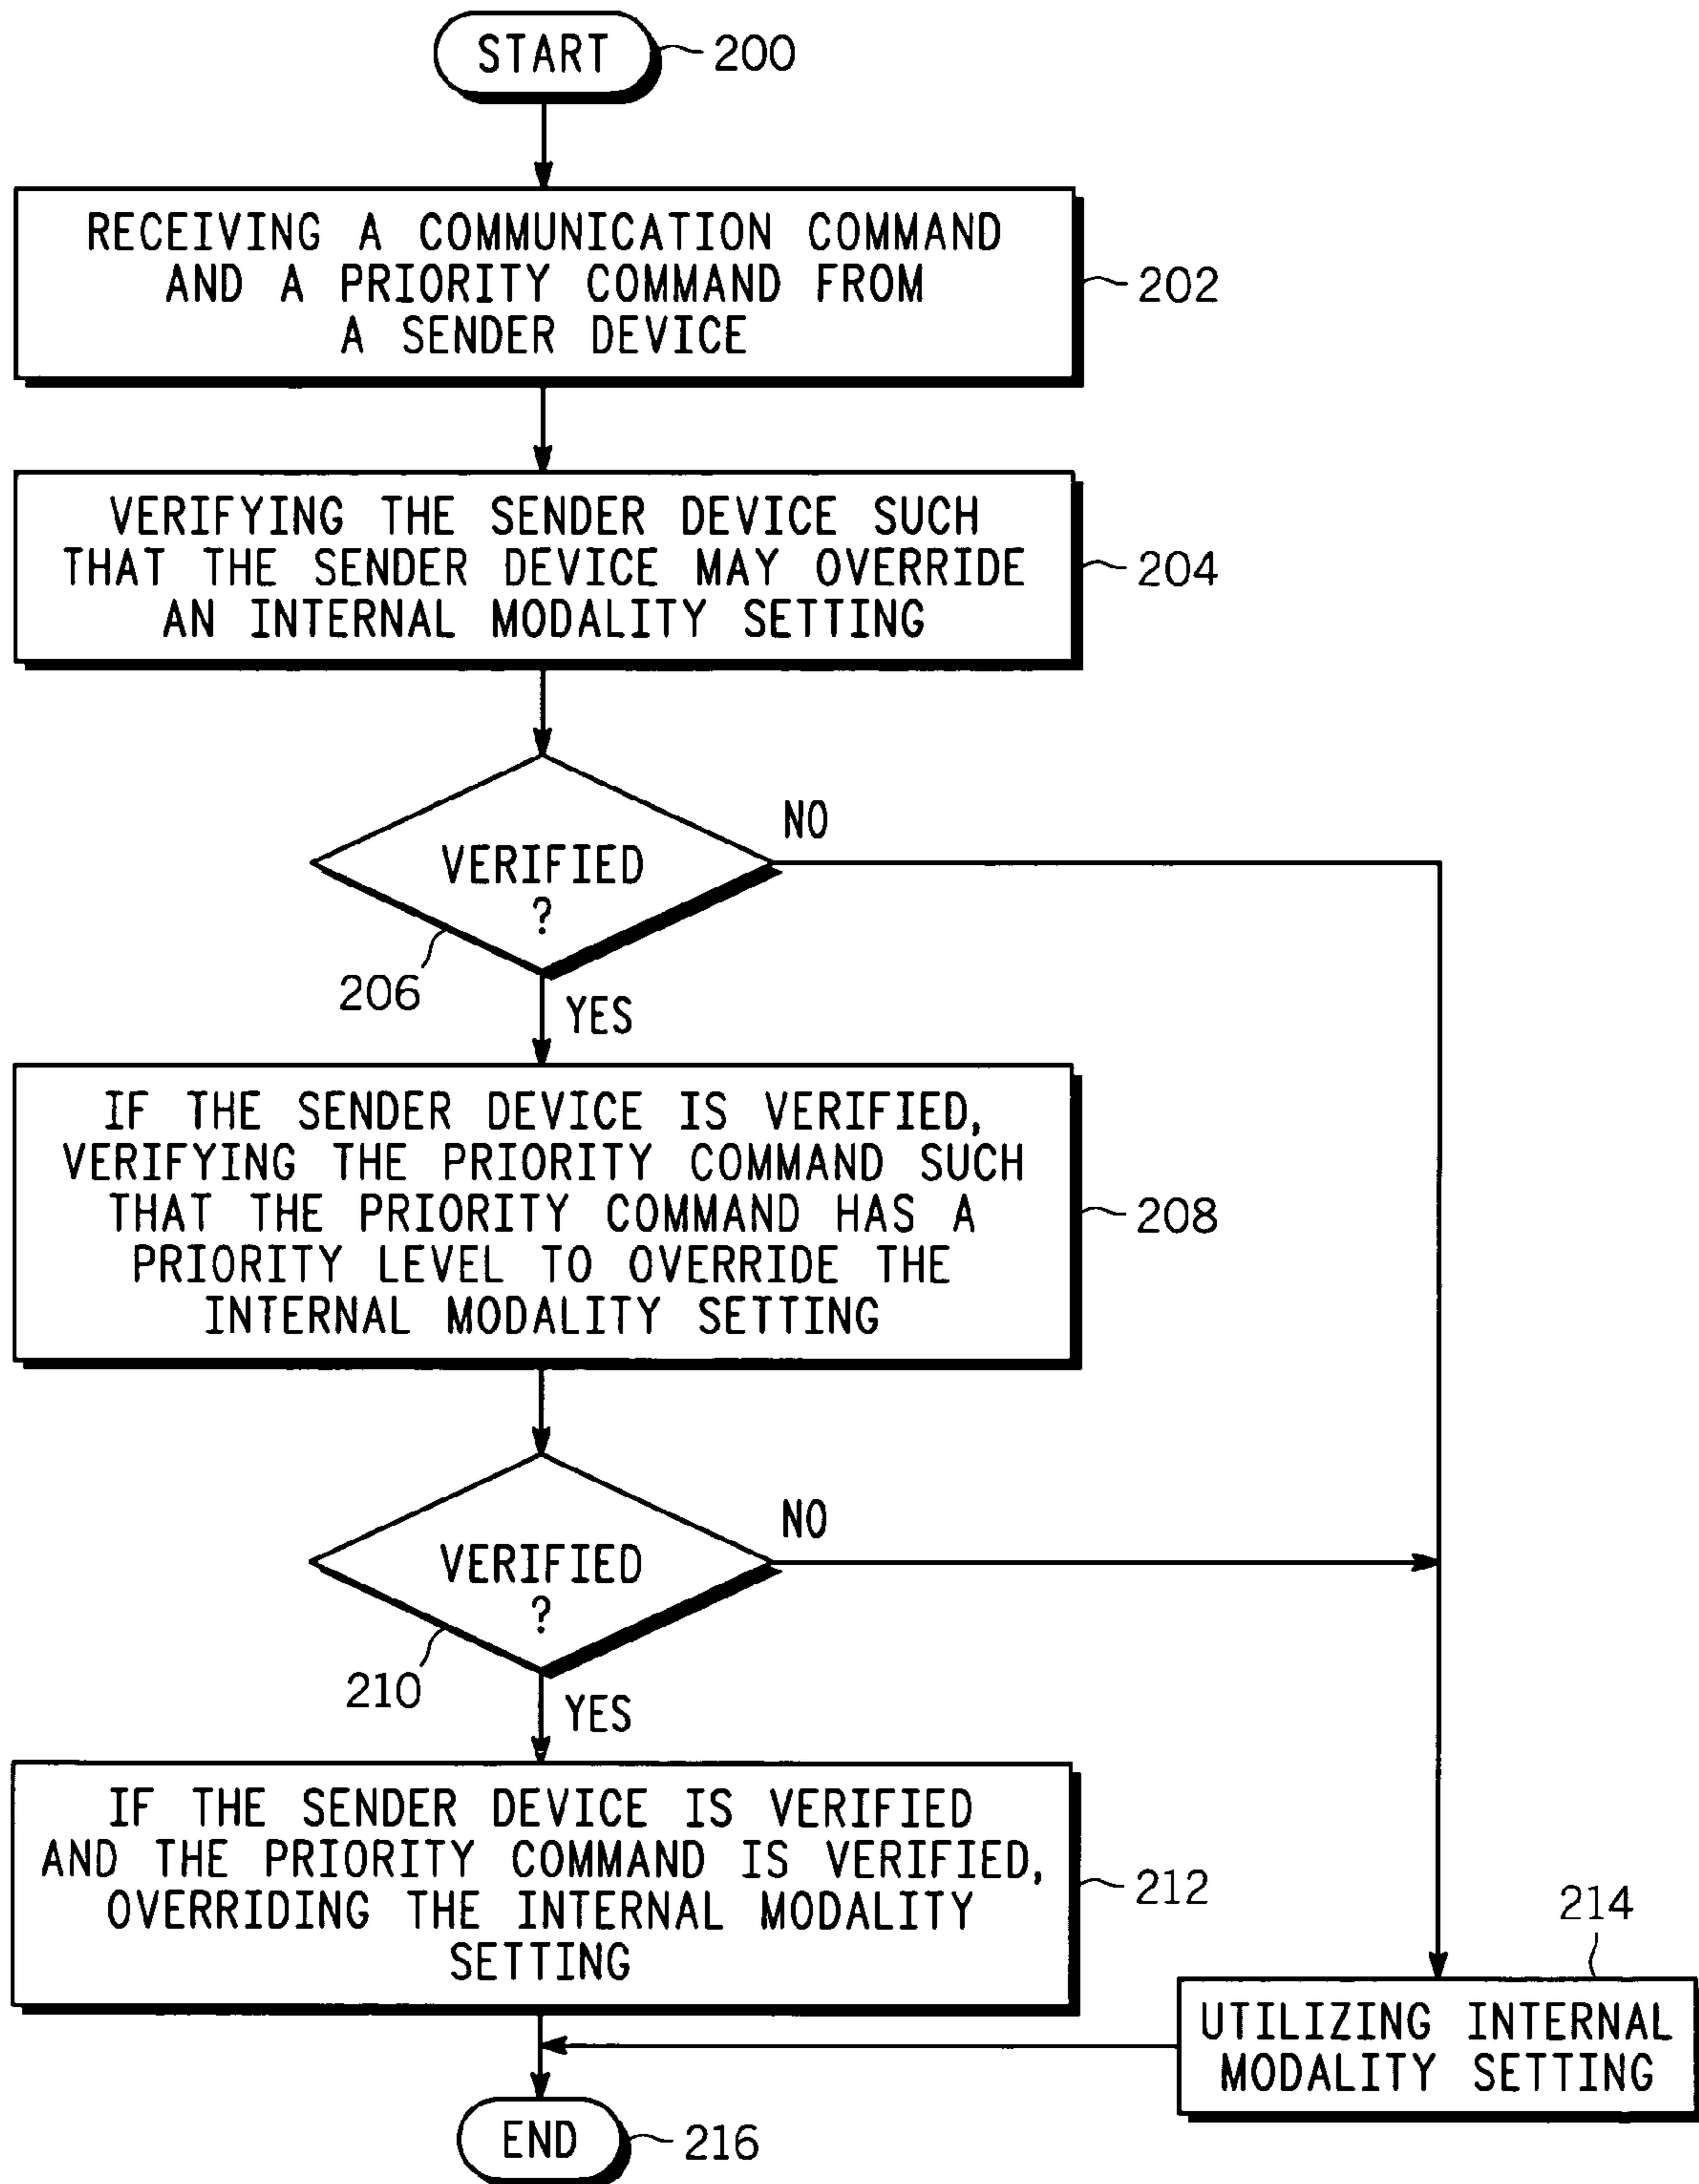 START
200
RECEIVING A COMMUNICATION COMMAND
AND A PRIORITY COMMAND FROM
A SENDER DEVICE
202
VERIFYING THE SENDER DEVICE SUCH
THAT THE SENDER DEVICE MAY OVERRIDE
AN INTERNAL MODALITY SETTING
204
NO
VERIFIED
?
206
YES
IF THE SENDER DEVICE IS VERIFIED,
VERIFYING THE PRIORITY COMMAND SUCH
THAT THE PRIORITY COMMAND HAS A
PRIORITY LEVEL TO OVERRIDE THE
INTERNAL MODALITY SETTING
208
NO
VERIFIED
?
210
YES
IF THE SENDER DEVICE IS VERIFIED
AND THE PRIORITY COMMAND IS VERIFIED,
OVERRIDING THE INTERNAL MODALITY
SETTING
212
214
UTILIZING INTERNAL
MODALITY SETTING
END
216